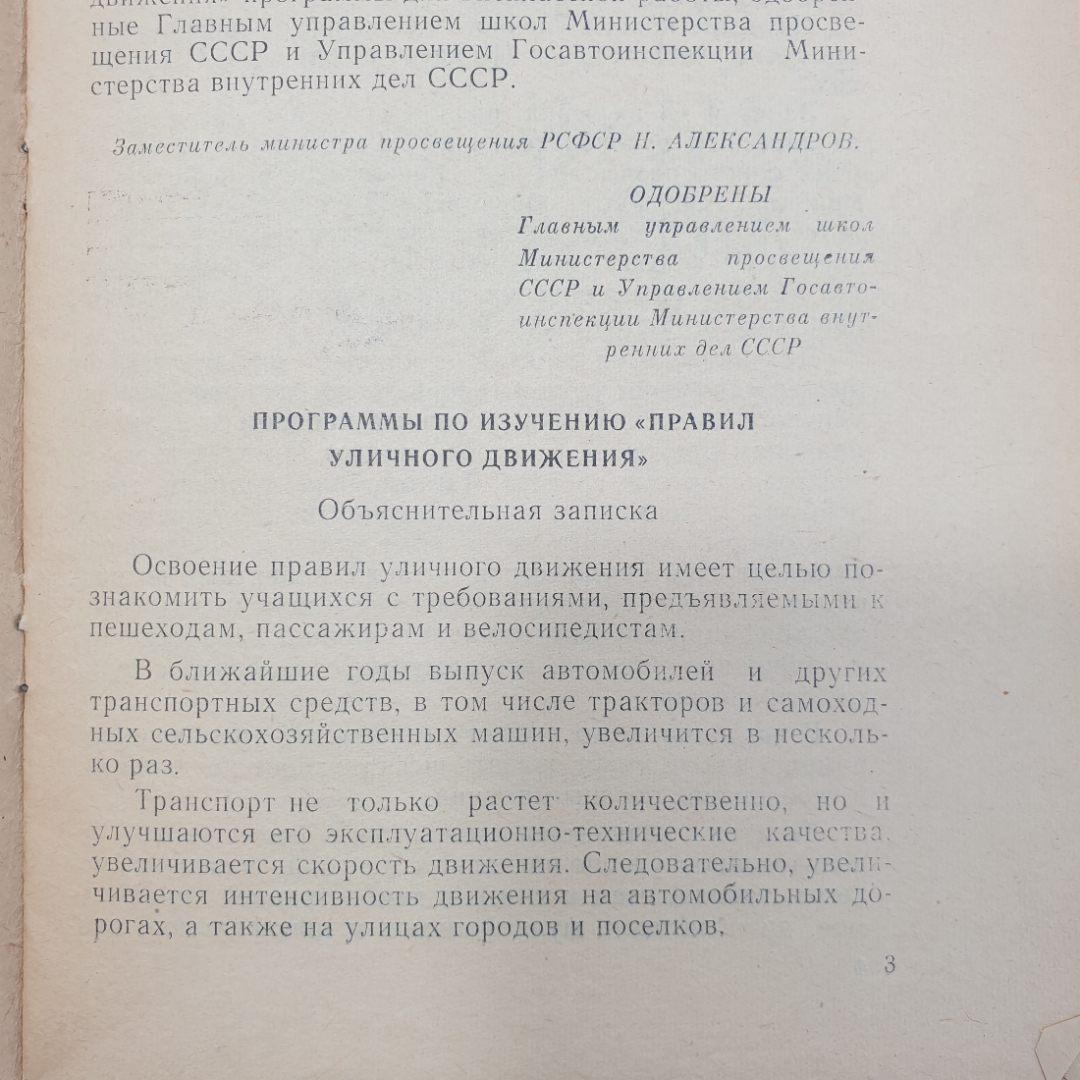 движения» программы для
ные Главным управлением школ Министерства просве-
щения СССР и Управлением Госавтоинспекции Мини-
стерства внутренних дел СССР.
Заместитель министра просвещения РСФСР Н. АЛЕКСАНДРОВ.
ОДОБРЕНЫ
Главным управлением школ
Министерства просвещения
СССР и Управлением Госавто-
инспекции Министерства внут-
ренних дел СССР
ПРОГРАММЫ ПО ИЗУЧЕНИЮ «ПРАВИЛ
УЛИЧНОГО ДВИЖЕНИЯ»
Объяснительная записка
Освоение правил уличного движения имеет целью по-
знакомить учащихся с требованиями, предъявляемыми к
пешеходам, пассажирам и велосипедистам.
В ближайшие годы выпуск автомобилей и других
транспортных средств, в том числе тракторов и самоход-
ных сельскохозяйственных машин, увеличится в несколь-
ко раз.
Транспорт не только растет количественно, но и
улучшаются его эксплуатационно-технические качества,
увеличивается скорость движения. Следовательно, увели-
чивается интенсивность движения на автомобильных до-
рогах, а также на улицах городов и поселков.
3